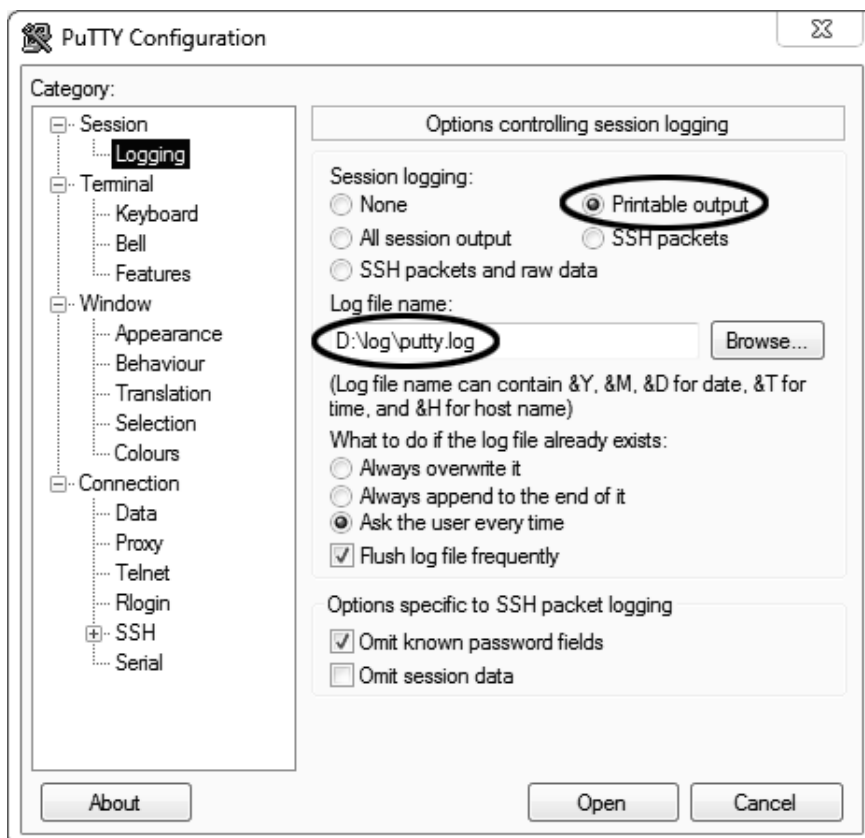 PuTTY Configuration
Category:
Session
Logging
Terminal
Keyboard
Bell
Features
Window
Appearance
Behaviour
Translation
Selection
Colours
Connection
Data
Proxy
Telnet
Rlogin
SSH
Serial
Options controlling session logging
Session logging:
None
Printable output
All session output
SSH packets
SSH packets and raw data
Log file name:
D:\log\putty.log
Browse...
(Log file name can contain &Y, &M, &D for date, &T for
time, and &H for host name)
What to do if the log file already exists:
Always overwrite it
Always append to the end of it
Ask the user every time
Flush log file frequently
Options specific to SSH packet logging
Omit known password fields
Omit session data
About
Open
Cancel